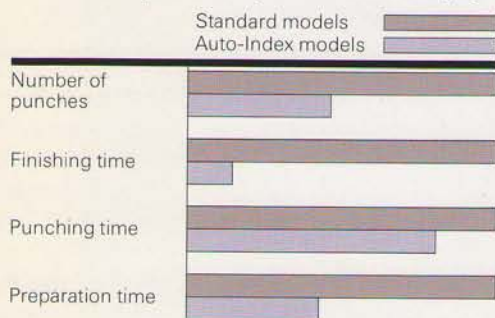 Standard models
Auto-Index models
Number of
punches
Finishing time
Punching time
Preparation time